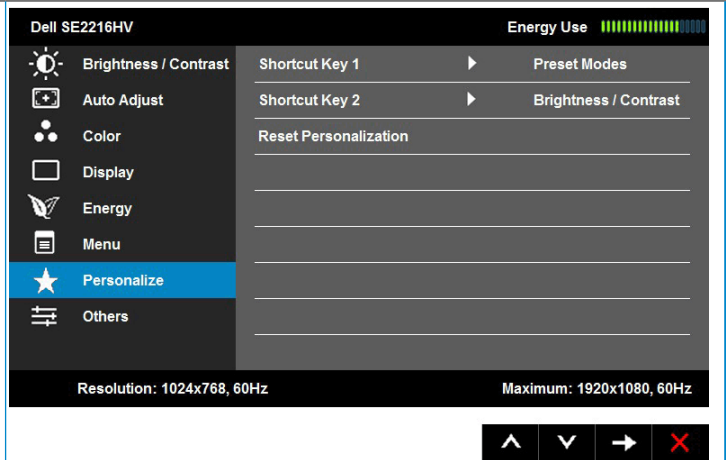 Dell SE2216HV Energy Use
Brightness / Contrast Shortcut Key 1 Preset Modes
Auto Adjust Shortcut Key 2 Brightness / Contrast
Color Reset Personalization
Display
Energy
Menu
Personalize
Others
Resolution: 1024x768, 60Hz Maximum: 1920x1080, 60Hz